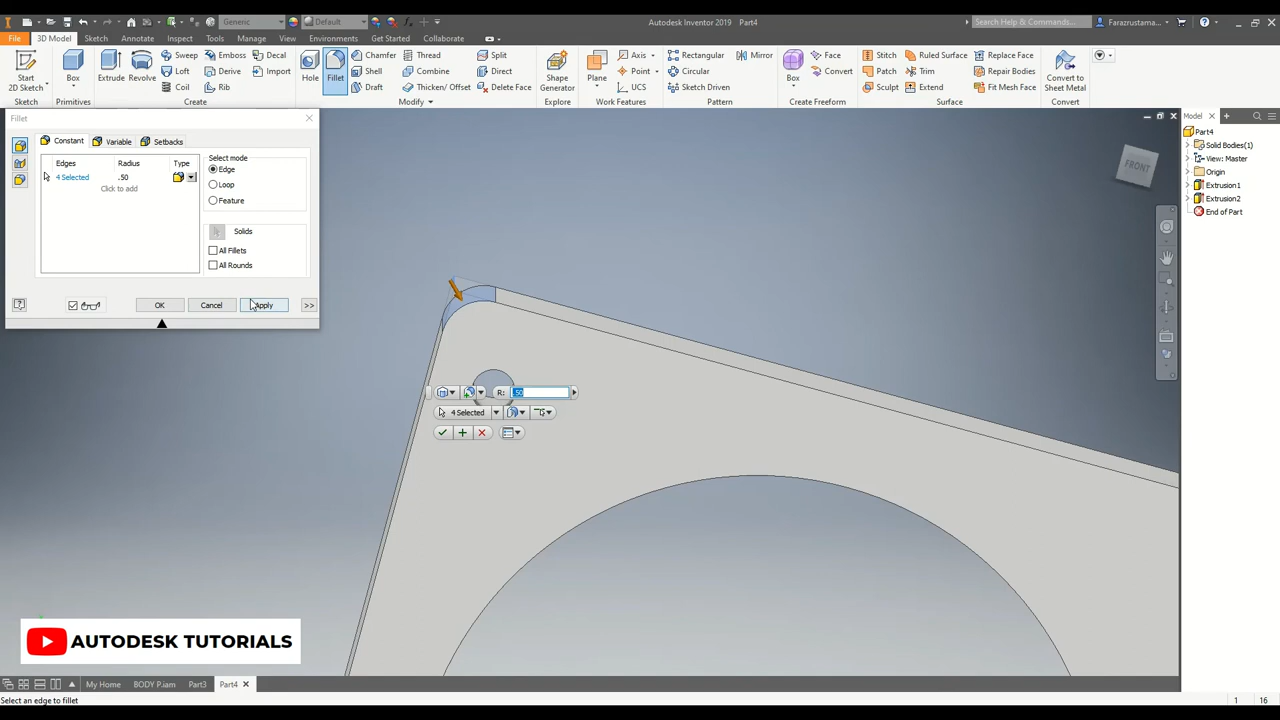 Generic Default Autodesk Inventor 2019 Part4 Search Help & Commands... Farazrustama...
File 3D Model Sketch Annotate Inspect Tools Manage View Environments Get Started Collaborate
Start 2D Sketch Box Extrude Revolve Sweep Emboss Decal Hole Fillet Chamfer Thread Split Shape Generator Plane Axis Rectangular Mirror Box Face Stitch Ruled Surface Replace Face Convert to Sheet Metal
Loft Derive Import Shell Combine Direct Point Circular Convert Patch Trim Repair Bodies
Coil Rib Draft Thicken/ Offset Delete Face UCS Sketch Driven Sculpt Extend Fit Mesh Face
Sketch Primitives Create Modify Explore Work Features Pattern Create Freeform Surface Convert
Fillet
Constant Variable Setbacks
Edges Radius Type
4 Selected .50
Click to add
Select mode
Edge
Loop
Feature
Solids
All Fillets
All Rounds
OK Cancel Apply >>
FRONT
R: .50
4 Selected
Model
Part4
Solid Bodies(1)
View: Master
Origin
Extrusion1
Extrusion2
End of Part
AUTODESK TUTORIALS
My Home BODY P.iam Part3 Part4
Select an edge to fillet 1 16